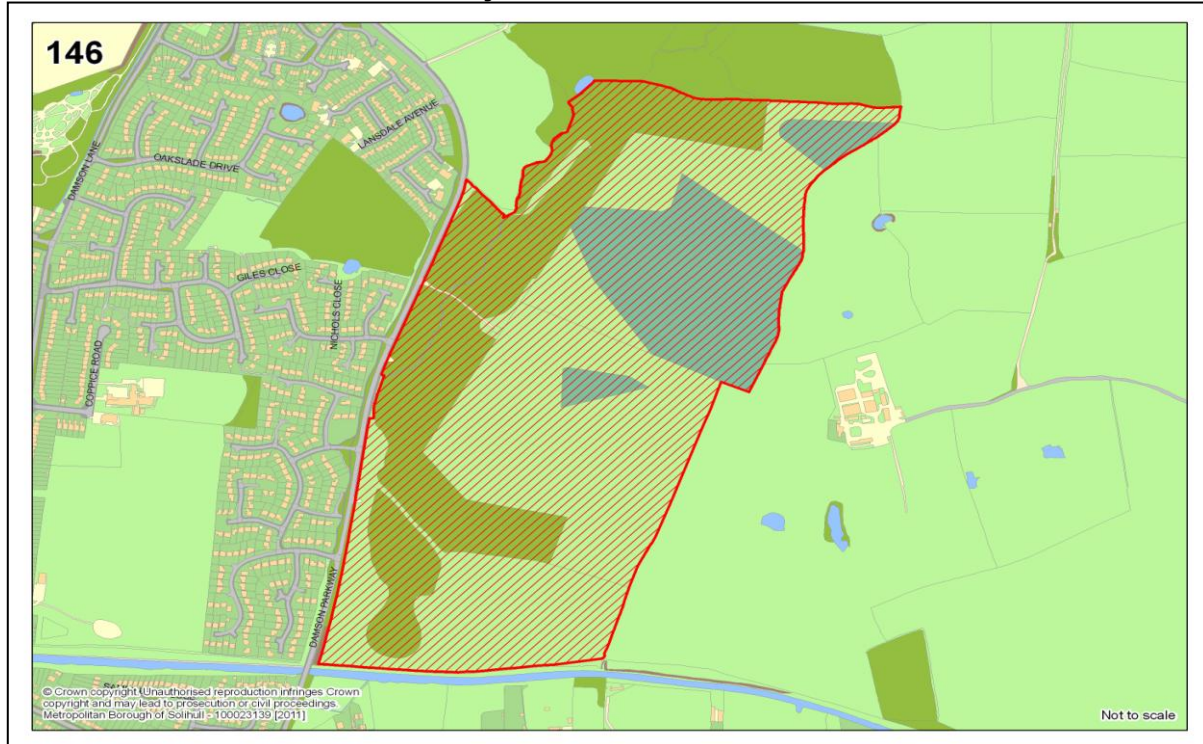 146
LANSDALE AVENUE
DAMSON LANE
OAKSLADE DRIVE
GILES CLOSE
NICHOLS CLOSE
COPPICE ROAD
DAMSON PARKWAY
© Crown copyright. Unauthorised reproduction infringes Crown
copyright and may lead to prosecution or civil proceedings.
Metropolitan Borough of Solihull - 100023139 [2011]
Not to scale